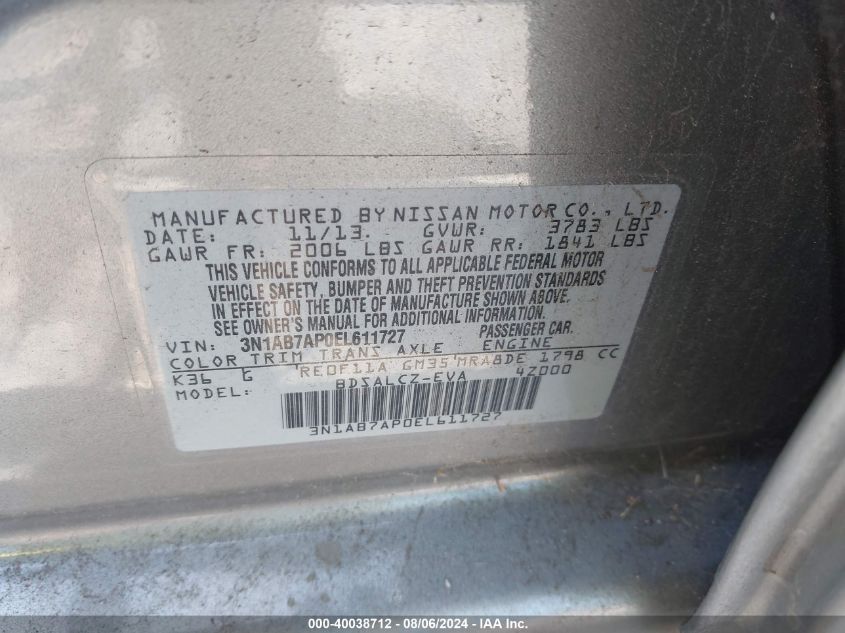 MANUFACTURED BY NISSAN MOTOR CO., LTD.
DATE: 11/13. GVWR: 3783 LBS
GAWR FR: 2006 LBS GAWR RR: 1841 LBS
THIS VEHICLE CONFORMS TO ALL APPLICABLE FEDERAL MOTOR
VEHICLE SAFETY, BUMPER AND THEFT PREVENTION STANDARDS
IN EFFECT ON THE DATE OF MANUFACTURE SHOWN ABOVE.
SEE OWNER'S MANUAL FOR ADDITIONAL INFORMATION.
VIN: 3N1AB7AP0EL611727 PASSENGER CAR.
COLOR TRIM TRANS AXLE ENGINE
K36 G RE0F11A GM35 MRA8DE 1798 CC
MODEL: BDSALCZ-EVA 4Z000
3N1AB7AP0EL611727
000-40038712 - 08/06/2024 - IAA Inc.